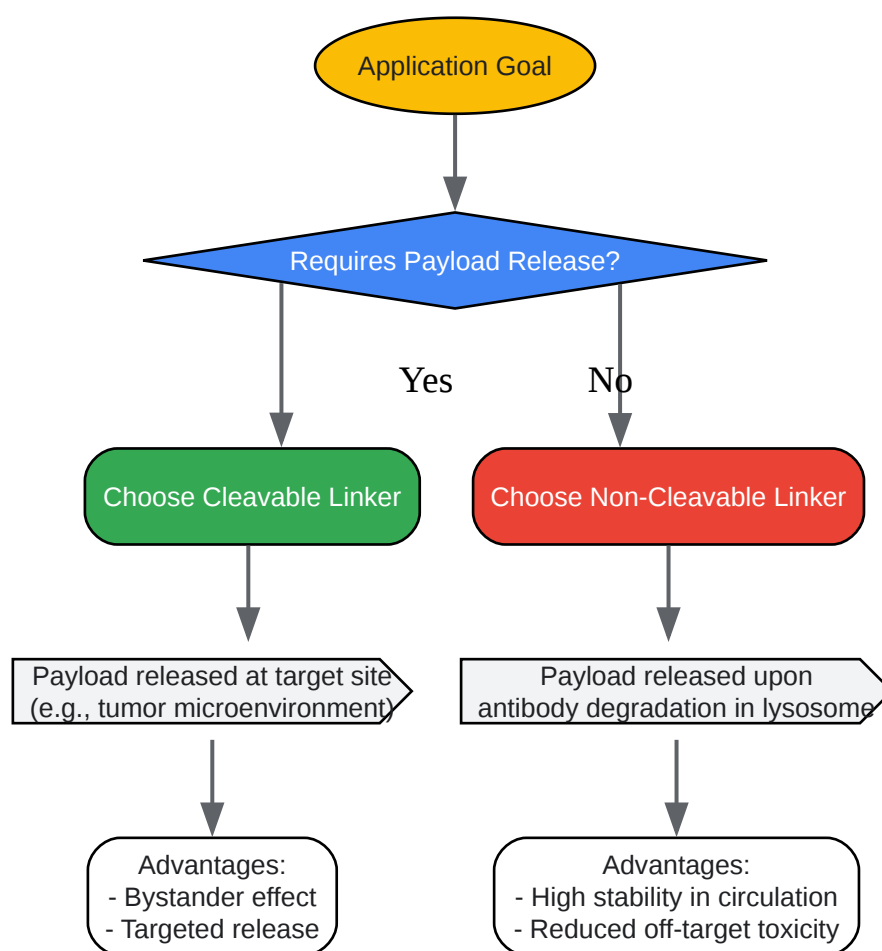 Application Goal
Requires Payload Release?
Yes
No
Choose Cleavable Linker
Choose Non-Cleavable Linker
Payload released at target site
(e.g., tumor microenvironment)
Payload released upon
antibody degradation in lysosome
Advantages:
- Bystander effect
- Targeted release
Advantages:
- High stability in circulation
- Reduced off-target toxicity